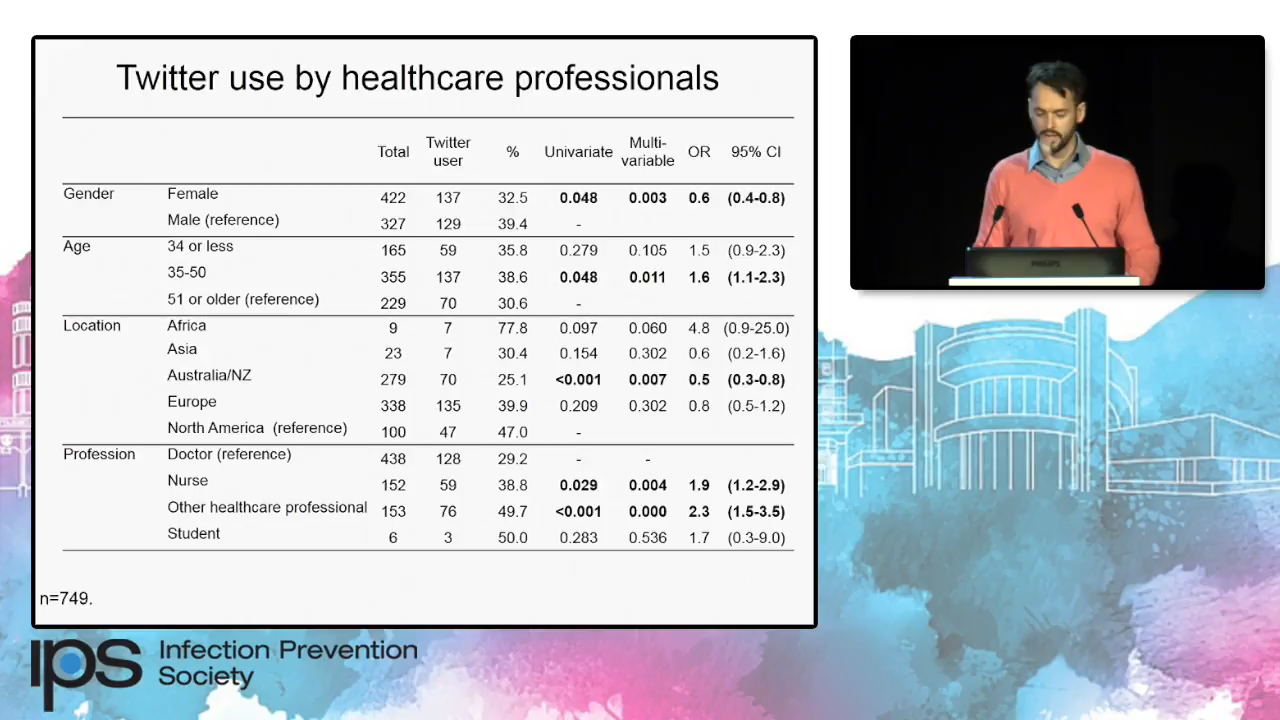 Twitter use by healthcare professionals
Total Twitter user % Univariate Multi-variable OR 95% CI
Gender Female 422 137 32.5 0.048 0.003 0.6 (0.4-0.8)
Male (reference) 327 129 39.4 -
Age 34 or less 165 59 35.8 0.279 0.105 1.5 (0.9-2.3)
35-50 355 137 38.6 0.048 0.011 1.6 (1.1-2.3)
51 or older (reference) 229 70 30.6 -
Location Africa 9 7 77.8 0.097 0.060 4.8 (0.9-25.0)
Asia 23 7 30.4 0.154 0.302 0.6 (0.2-1.6)
Australia/NZ 279 70 25.1 <0.001 0.007 0.5 (0.3-0.8)
Europe 338 135 39.9 0.209 0.302 0.8 (0.5-1.2)
North America (reference) 100 47 47.0 -
Profession Doctor (reference) 438 128 29.2 - -
Nurse 152 59 38.8 0.029 0.004 1.9 (1.2-2.9)
Other healthcare professional 153 76 49.7 <0.001 0.000 2.3 (1.5-3.5)
Student 6 3 50.0 0.283 0.536 1.7 (0.3-9.0)
n=749.
PHILIPS
IPS Infection Prevention
Society